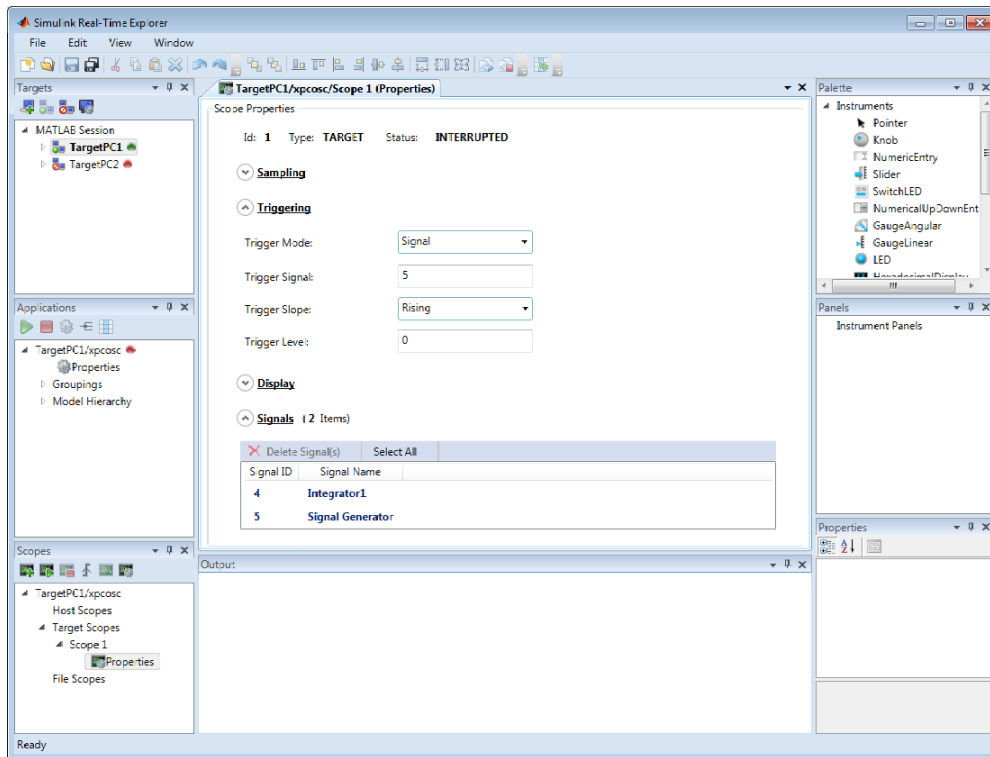 Simulink Real-Time Explorer
File Edit View Window
Targets
MATLAB Session
TargetPC1
TargetPC2
Applications
TargetPC1/xpcosc
Properties
Groupings
Model Hierarchy
Scopes
TargetPC1/xpcosc
Host Scopes
Target Scopes
Scope 1
Properties
File Scopes
TargetPC1/xpcosc/Scope 1 (Properties)
Scope Properties
Id: 1 Type: TARGET Status: INTERRUPTED
Sampling
Triggering
Trigger Mode: Signal
Trigger Signal: 5
Trigger Slope: Rising
Trigger Level: 0
Display
Signals (2 Items)
Delete Signal(s) Select All
Signal ID Signal Name
4 Integrator1
5 Signal Generator
Output
Palette
Instruments
Pointer
Knob
NumericEntry
Slider
SwitchLED
NumericalUpDownEnt
GaugeAngular
GaugeLinear
LED
HexadecimalDisplay
Panels
Instrument Panels
Properties
Ready